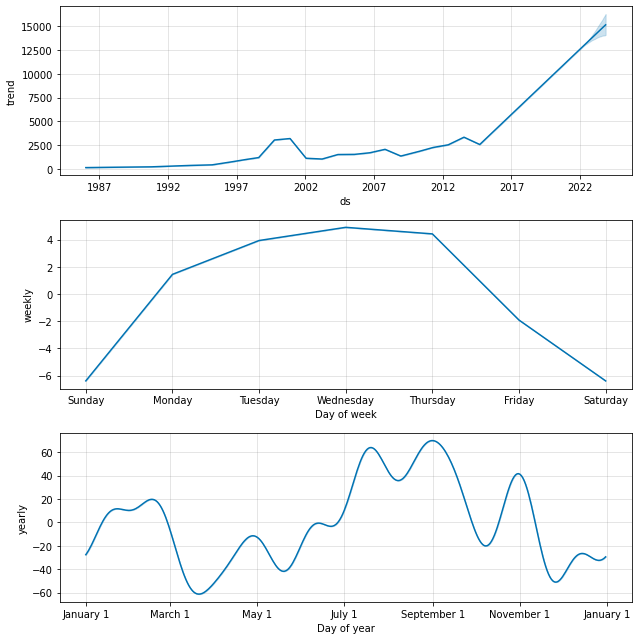 trend
15000
12500
10000
7500
5000
2500
0
1987 1992 1997 2002 2007 2012 2017 2022
ds
weekly
4
2
0
−2
−4
−6
Sunday Monday Tuesday Wednesday Thursday Friday Saturday
Day of week
yearly
60
40
20
0
−20
−40
−60
January 1 March 1 May 1 July 1 September 1 November 1 January 1
Day of year